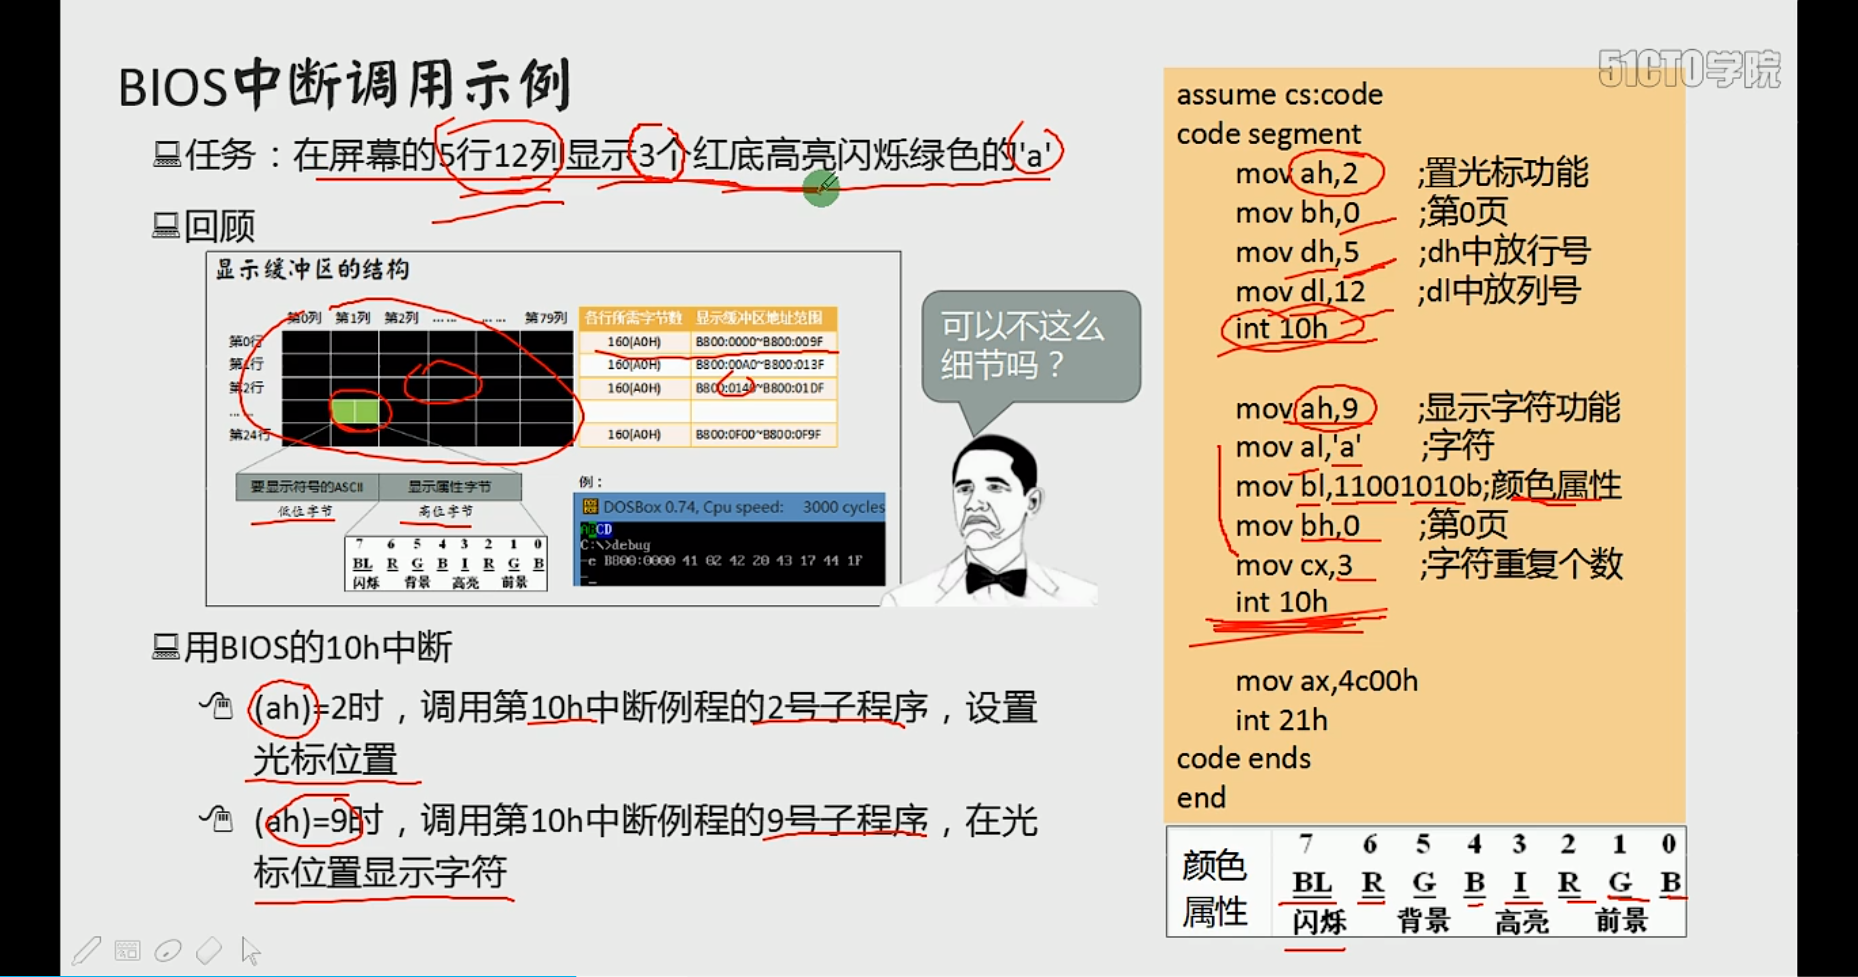 51CTO学院
BIOS中断调用示例
任务：在屏幕的5行12列显示3个红底高亮闪烁绿色的'a'
回顾
显示缓冲区的结构
第0列 第1列 第2列 …… …… 第79列
第0行
第1行
第2行
……
第24行
各行所需字节数 显示缓冲区地址范围
160(A0H) B800:0000~B800:009F
160(A0H) B800:00A0~B800:013F
160(A0H) B800:0140~B800:01DF
160(A0H) B800:0F00~B800:0F9F
要显示符号的ASCII 显示属性字节
低位字节 高位字节
7 6 5 4 3 2 1 0
BL R G B I R G B
闪烁 背景 高亮 前景
例：
DOSBox 0.74, Cpu speed: 3000 cycles
ABCD
C:\>debug
-e B800:0000 41 02 42 20 43 17 44 1F
-_
可以不这么
细节吗？
用BIOS的10h中断
(ah)=2时，调用第10h中断例程的2号子程序，设置
光标位置
(ah)=9时，调用第10h中断例程的9号子程序，在光
标位置显示字符
assume cs:code
code segment
mov ah,2 ;置光标功能
mov bh,0 ;第0页
mov dh,5 ;dh中放行号
mov dl,12 ;dl中放列号
int 10h
mov ah,9 ;显示字符功能
mov al,'a' ;字符
mov bl,11001010b;颜色属性
mov bh,0 ;第0页
mov cx,3 ;字符重复个数
int 10h
mov ax,4c00h
int 21h
code ends
end
颜色
属性
7 6 5 4 3 2 1 0
BL R G B I R G B
闪烁 背景 高亮 前景